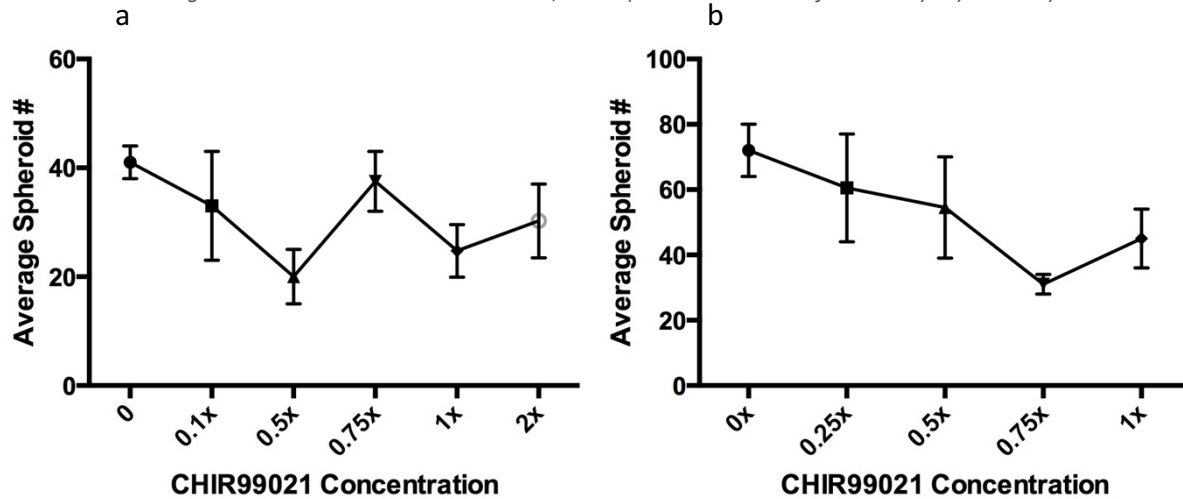 a
60
40
20
0
Average Spheroid #
0
0.1x
0.5x
0.75x
1x
2x
CHIR99021 Concentration
b
100
80
60
40
20
0
Average Spheroid #
0x
0.25x
0.5x
0.75x
1x
CHIR99021 Concentration